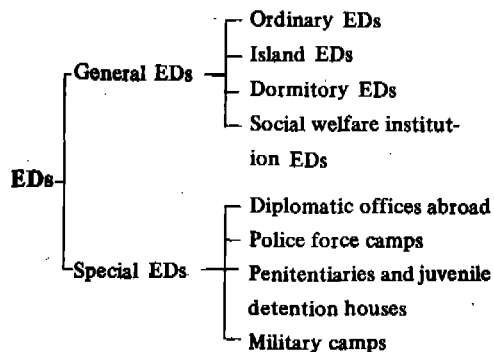 Ordinary EDs
Island EDs
General EDs
Dormitory EDs
Social welfare institut-
ion EDs
EDs
Diplomatic offices abroad
Police force camps
Special EDs
Penitentiaries and juvenile
detention houses
Military camps